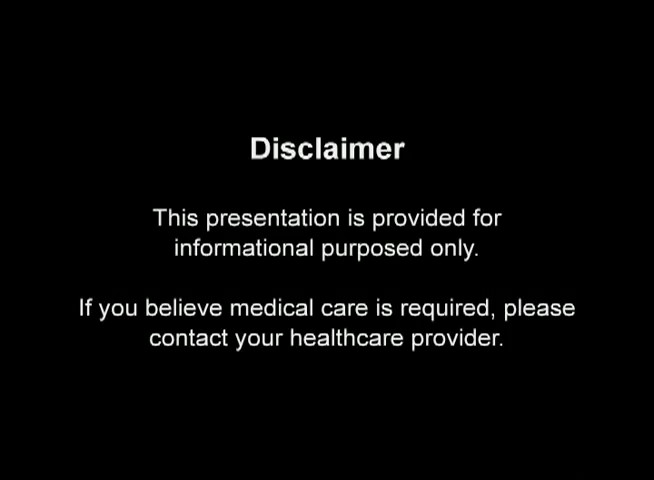 Disclaimer
This presentation is provided for
informational purposed only.
If you believe medical care is required, please
contact your healthcare provider.